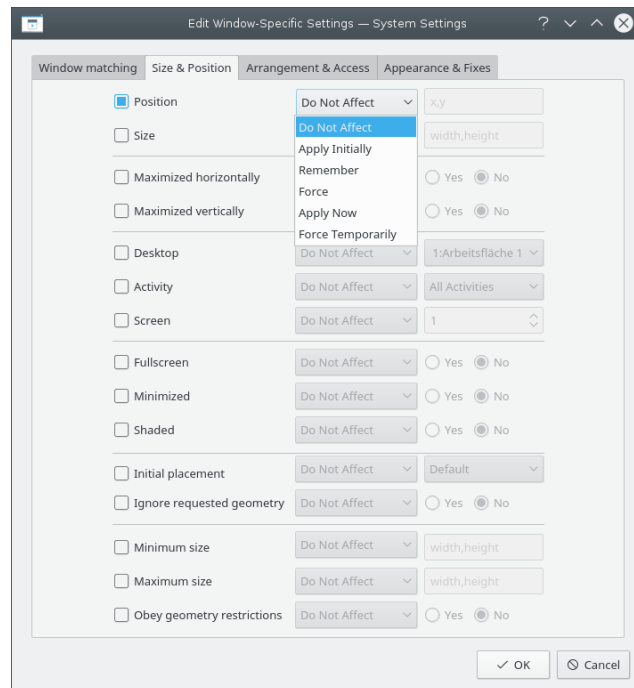 Edit Window-Specific Settings — System Settings
Window matching Size & Position Arrangement & Access Appearance & Fixes
Position Do Not Affect x,y
Do Not Affect
Size width,height
Apply Initially
Remember
Maximized horizontally Yes No
Force
Maximized vertically Yes No
Apply Now
Force Temporarily
Desktop Do Not Affect 1:Arbeitsfläche 1
Activity Do Not Affect All Activities
Screen Do Not Affect 1
Fullscreen Do Not Affect Yes No
Minimized Do Not Affect Yes No
Shaded Do Not Affect Yes No
Initial placement Do Not Affect Default
Ignore requested geometry Do Not Affect Yes No
Minimum size Do Not Affect width,height
Maximum size Do Not Affect width,height
Obey geometry restrictions Do Not Affect Yes No
OK Cancel